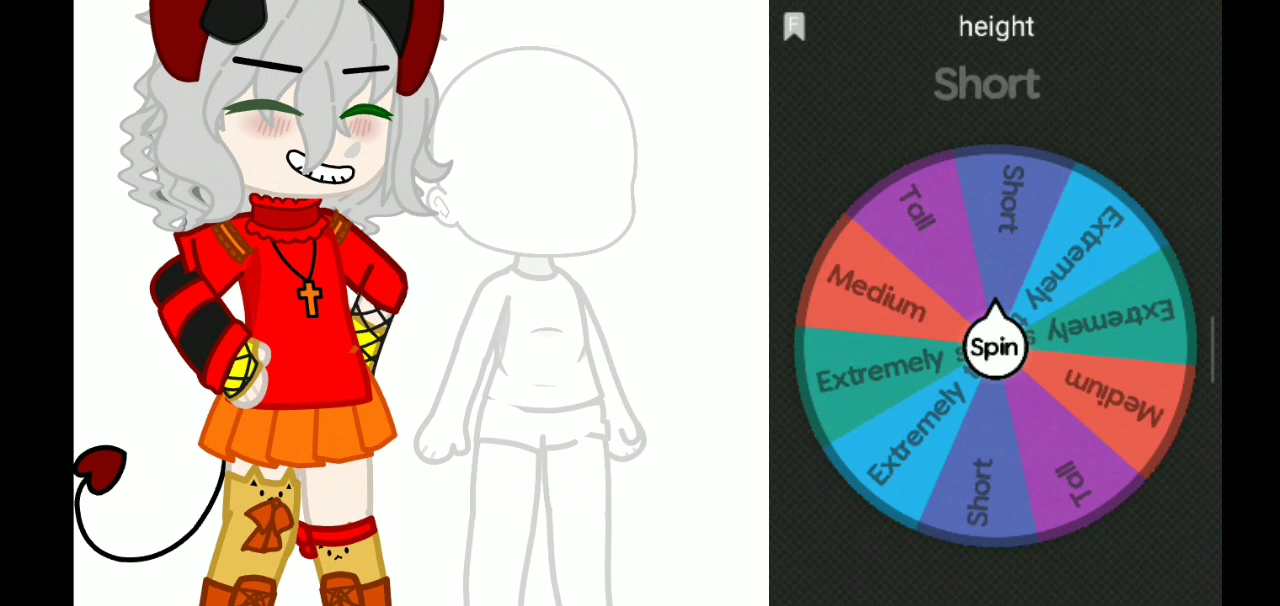 F
height
Short
Short
Extremely
Extremely
Medium
Tall
Short
Extremely
Extremely
Medium
Tall
Spin